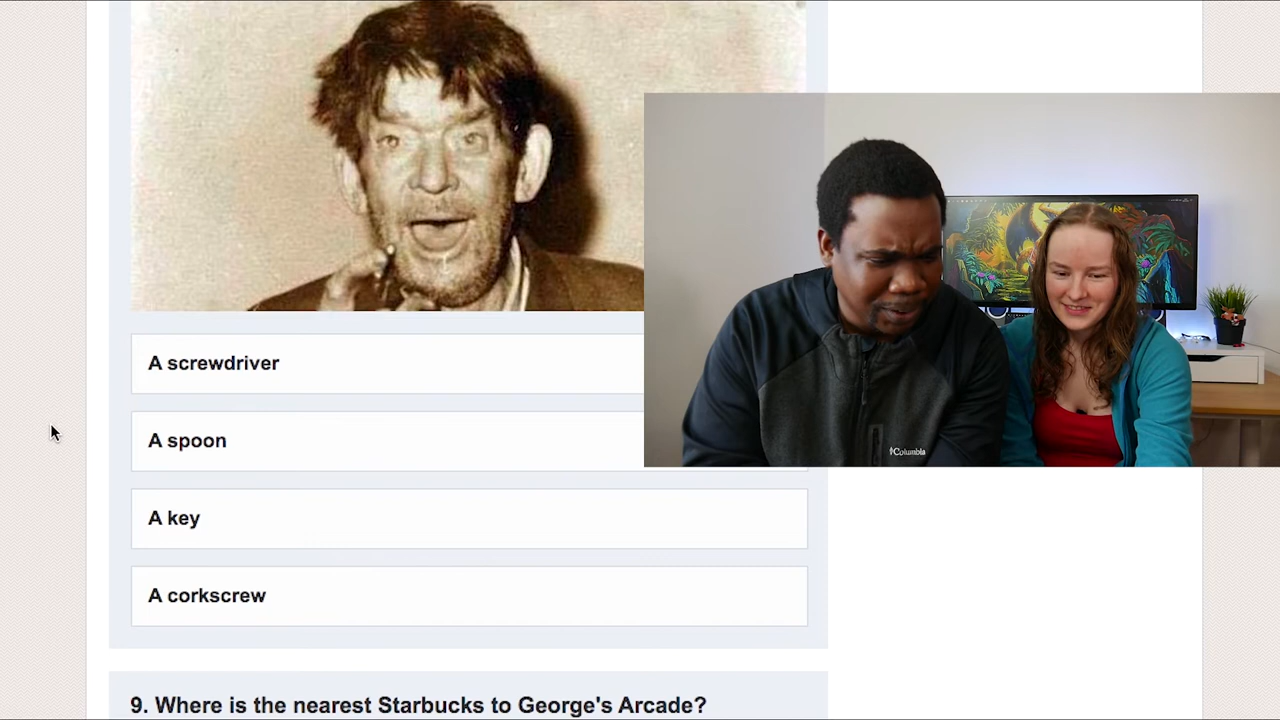 A screwdriver
A spoon
A key
A corkscrew
Columbia
9. Where is the nearest Starbucks to George's Arcade?